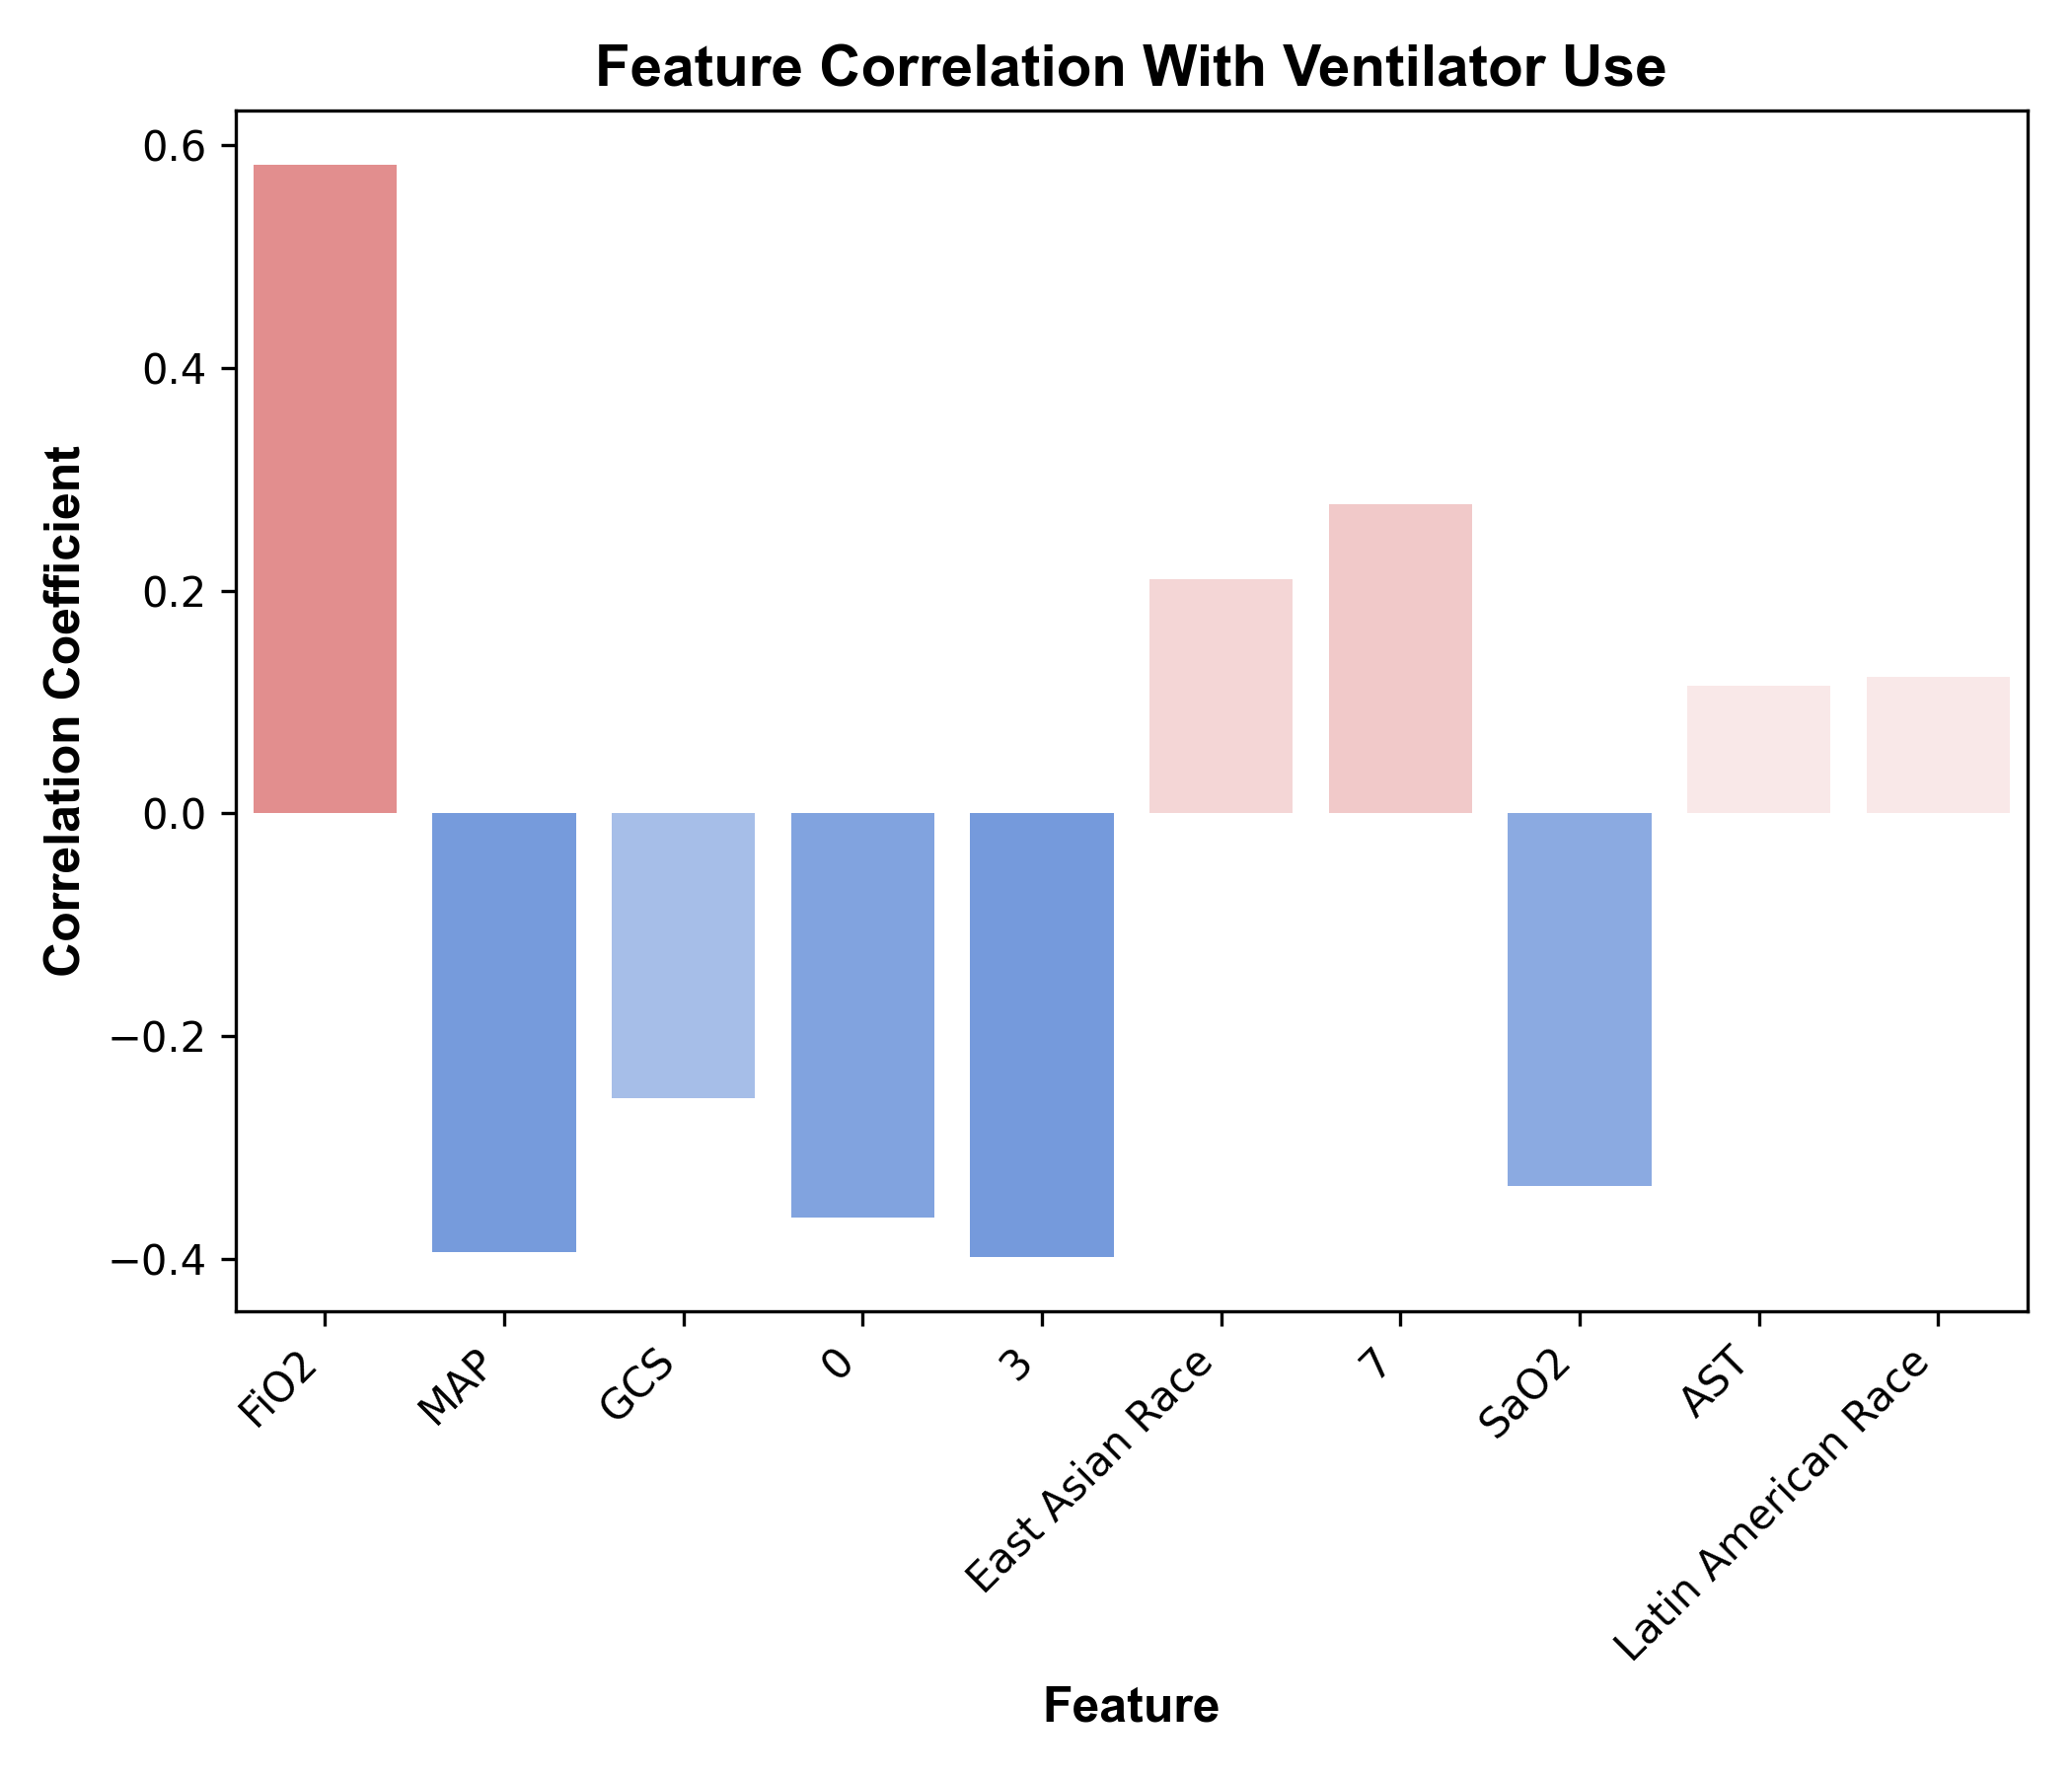 Feature Correlation With Ventilator Use
Correlation Coefficient
0.6
0.4
0.2
0.0
−0.2
−0.4
FiO2
MAP
GCS
0
3
East Asian Race
7
SaO2
AST
Latin American Race
Feature